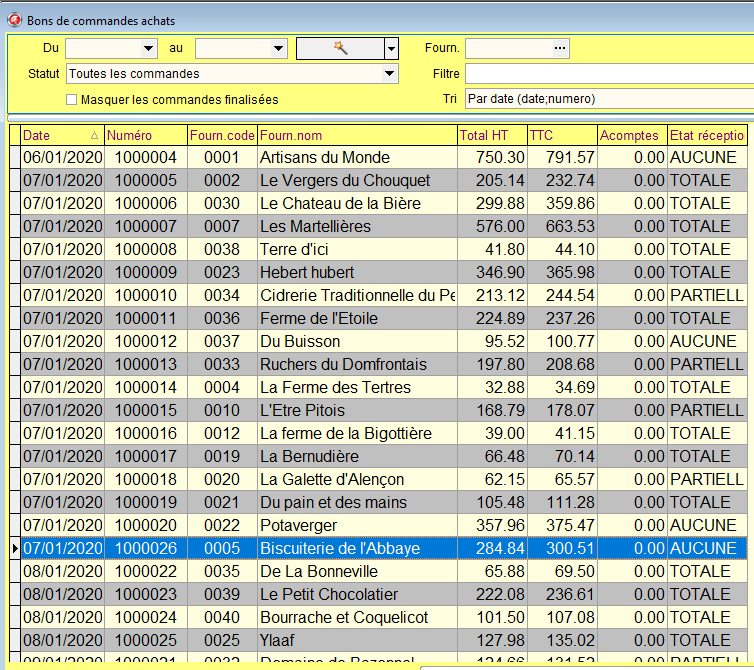 Bons de commandes achats
Du au Fourn. ...
Statut Toutes les commandes Filtre
Masquer les commandes finalisées Tri Par date (date;numero)
Date Numéro Fourn.code Fourn.nom Total HT TTC Acomptes Etat réceptio
06/01/2020 1000004 0001 Artisans du Monde 750.30 791.57 0.00 AUCUNE
07/01/2020 1000005 0002 Le Vergers du Chouquet 205.14 232.74 0.00 TOTALE
07/01/2020 1000006 0030 Le Chateau de la Bière 299.88 359.86 0.00 TOTALE
07/01/2020 1000007 0007 Les Martellières 576.00 663.53 0.00 TOTALE
07/01/2020 1000008 0038 Terre d'ici 41.80 44.10 0.00 TOTALE
07/01/2020 1000009 0023 Hebert hubert 346.90 365.98 0.00 TOTALE
07/01/2020 1000010 0034 Cidrerie Traditionnelle du Pe 213.12 244.54 0.00 PARTIELL
07/01/2020 1000011 0036 Ferme de l'Etoile 224.89 237.26 0.00 TOTALE
07/01/2020 1000012 0037 Du Buisson 95.52 100.77 0.00 AUCUNE
07/01/2020 1000013 0033 Ruchers du Domfrontais 197.80 208.68 0.00 PARTIELL
07/01/2020 1000014 0004 La Ferme des Tertres 32.88 34.69 0.00 TOTALE
07/01/2020 1000015 0010 L'Etre Pitois 168.79 178.07 0.00 PARTIELL
07/01/2020 1000016 0012 La ferme de la Bigottière 39.00 41.15 0.00 TOTALE
07/01/2020 1000017 0019 La Bernudière 66.48 70.14 0.00 TOTALE
07/01/2020 1000018 0020 La Galette d'Alençon 62.15 65.57 0.00 PARTIELL
07/01/2020 1000019 0021 Du pain et des mains 105.48 111.28 0.00 TOTALE
07/01/2020 1000020 0022 Potaverger 357.96 375.47 0.00 AUCUNE
07/01/2020 1000026 0005 Biscuiterie de l'Abbaye 284.84 300.51 0.00 AUCUNE
08/01/2020 1000022 0035 De La Bonneville 65.88 69.50 0.00 TOTALE
08/01/2020 1000023 0039 Le Petit Chocolatier 222.08 236.61 0.00 TOTALE
08/01/2020 1000024 0040 Bourrache et Coquelicot 101.50 107.08 0.00 TOTALE
08/01/2020 1000025 0025 Ylaaf 127.98 135.02 0.00 TOTALE